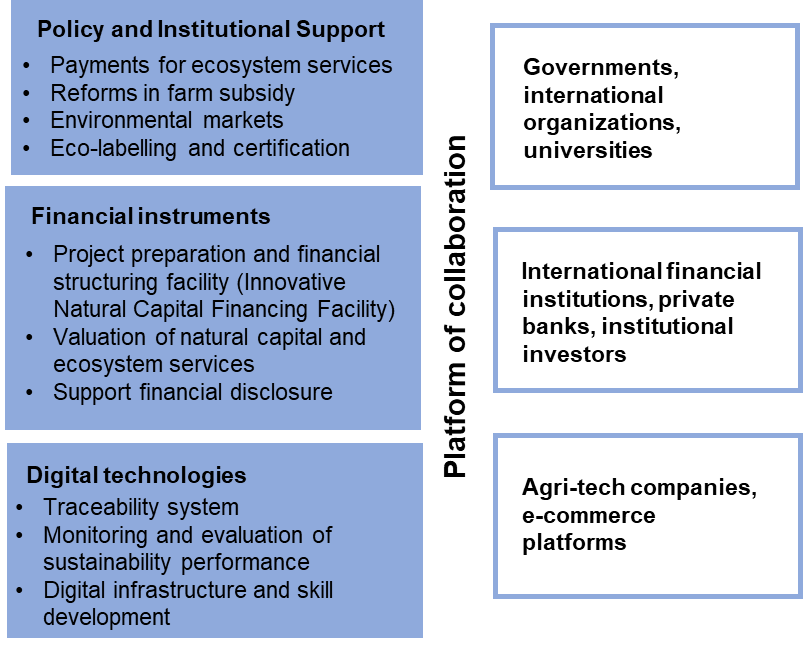 Policy and Institutional Support
• Payments for ecosystem services
• Reforms in farm subsidy
• Environmental markets
• Eco-labelling and certification
Financial instruments
• Project preparation and financial
structuring facility (Innovative
Natural Capital Financing Facility)
• Valuation of natural capital and
ecosystem services
• Support financial disclosure
Digital technologies
• Traceability system
• Monitoring and evaluation of
sustainability performance
• Digital infrastructure and skill
development
Platform of collaboration
Governments,
international
organizations,
universities
International financial
institutions, private
banks, institutional
investors
Agri-tech companies,
e-commerce
platforms